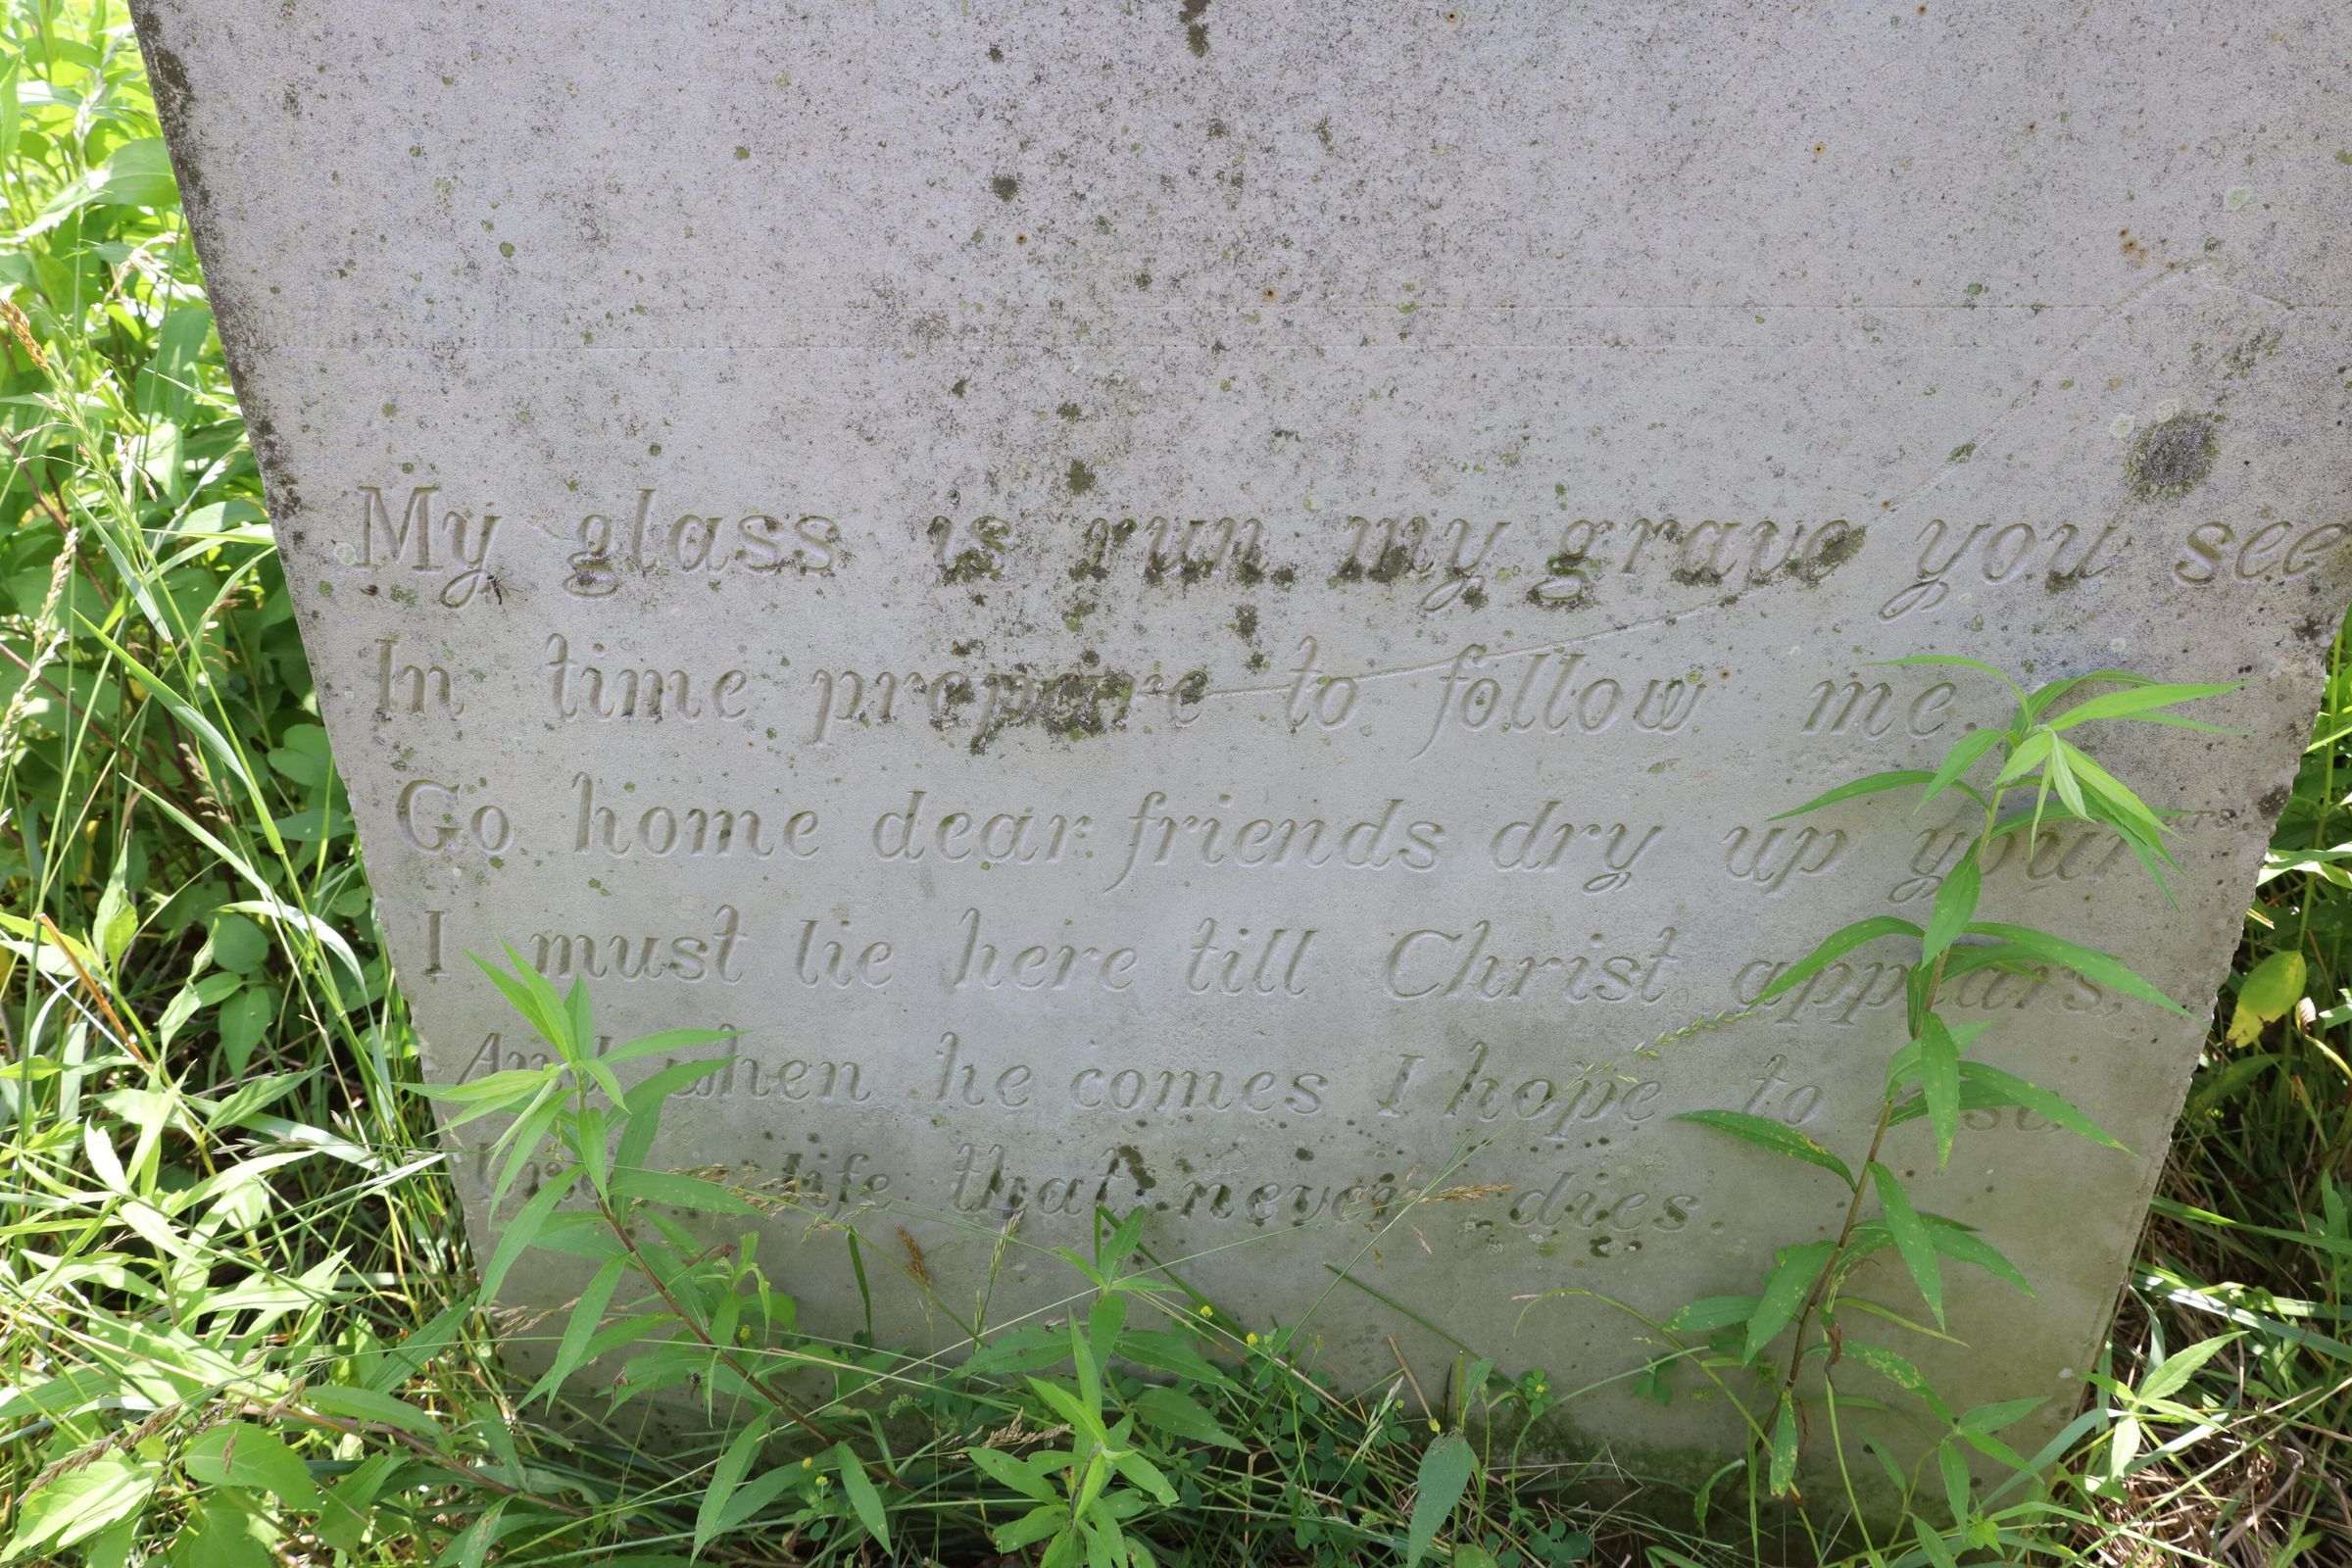 My glass is run, my grave you see
In time prepare to follow me.
Go home dear friends dry up your
I must lie here till Christ appears,
And when he comes I hope to
life that never dies.